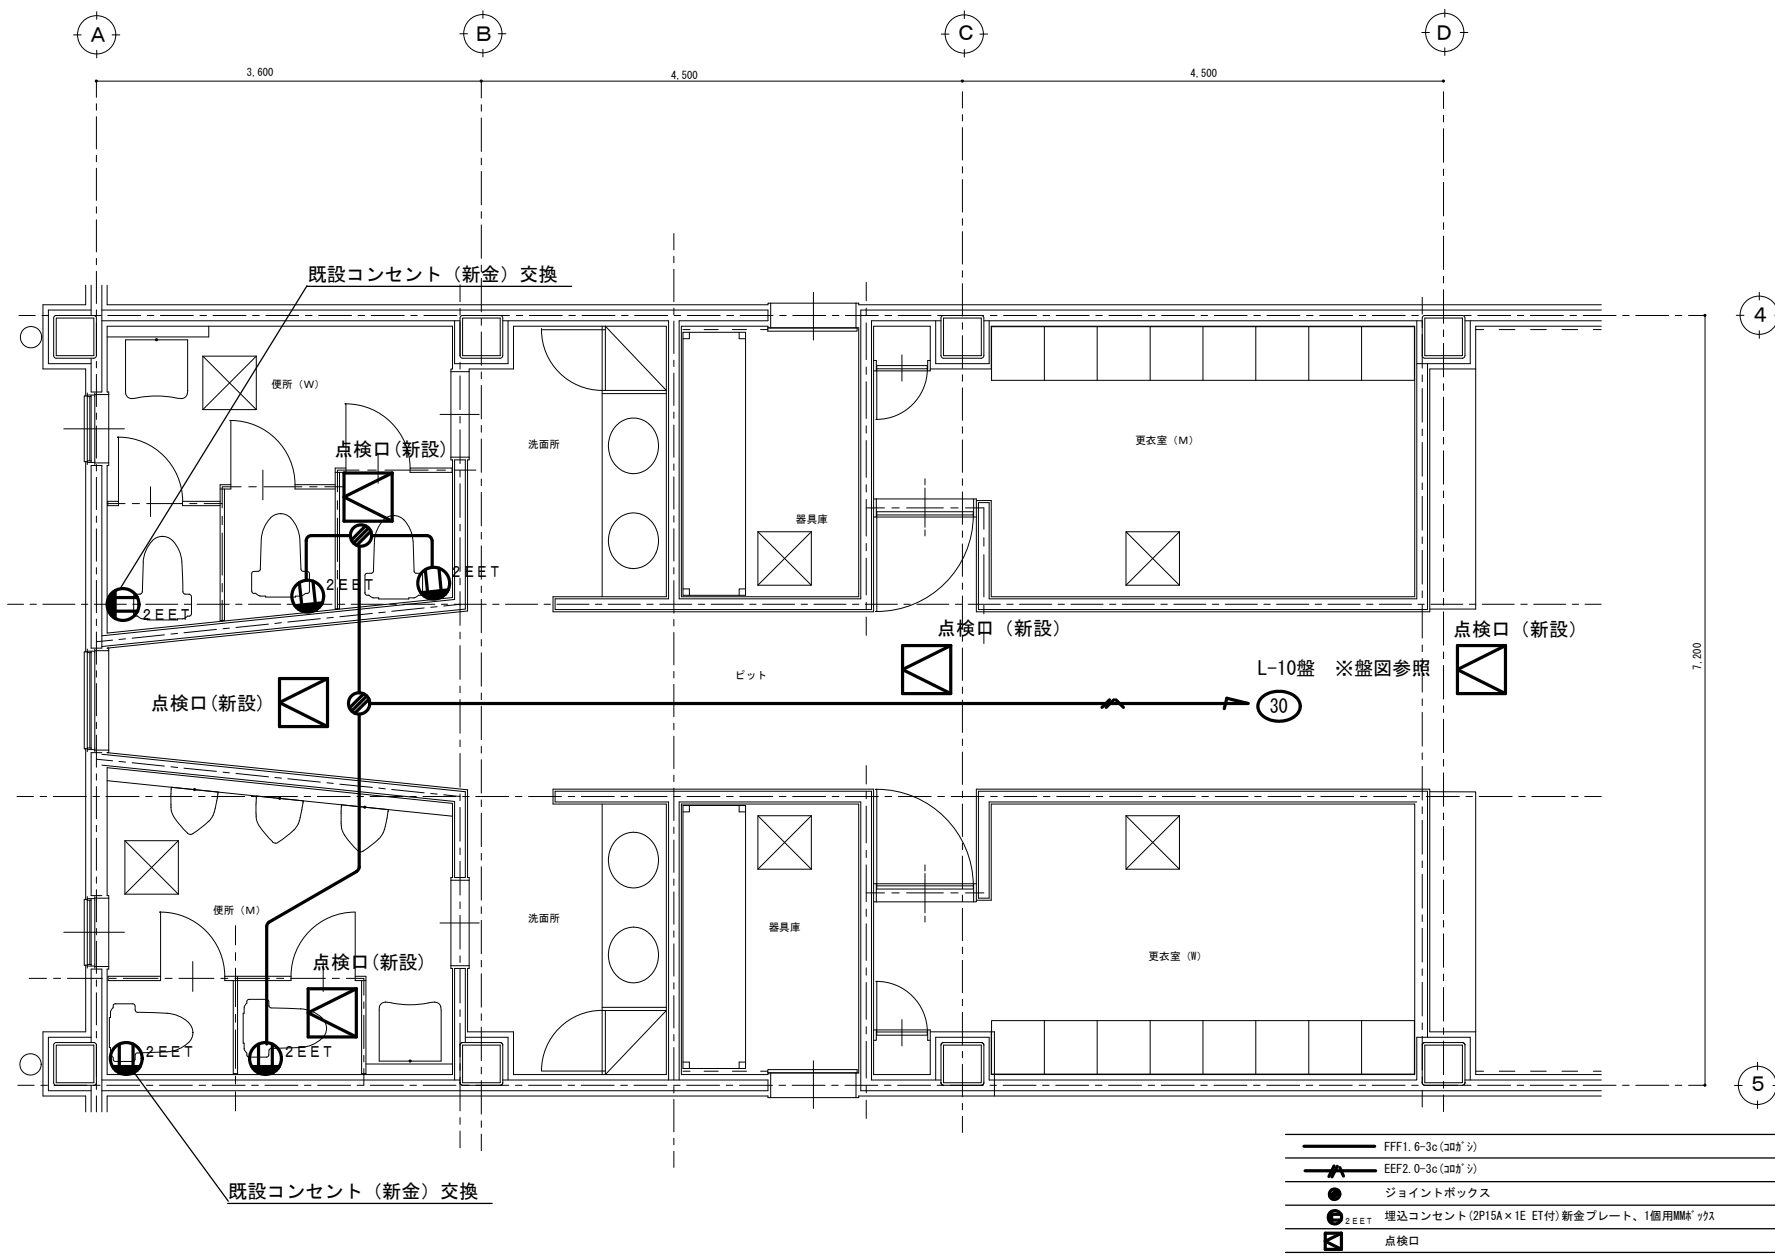 A
B
C
D
3,600
4,500
4,500
既設コンセント（新金）交換
4
便所（W）
点検口(新設)
洗面所
更衣室（M）
器具庫
2EET
2EET
2EET
点検口（新設）
点検口（新設）
7,200
L-10盤　※盤図参照
ピット
点検口(新設)
30
便所（M）
洗面所
器具庫
更衣室（W）
点検口(新設)
2EET
2EET
5
既設コンセント（新金）交換
FFF1.6-3c(ｺﾛｶﾞｼ)
EEF2.0-3c(ｺﾛｶﾞｼ)
ジョイントボックス
2EET　埋込コンセント(2P15A×1E ET付)新金プレート、1個用MMﾎﾞｯｸｽ
点検口